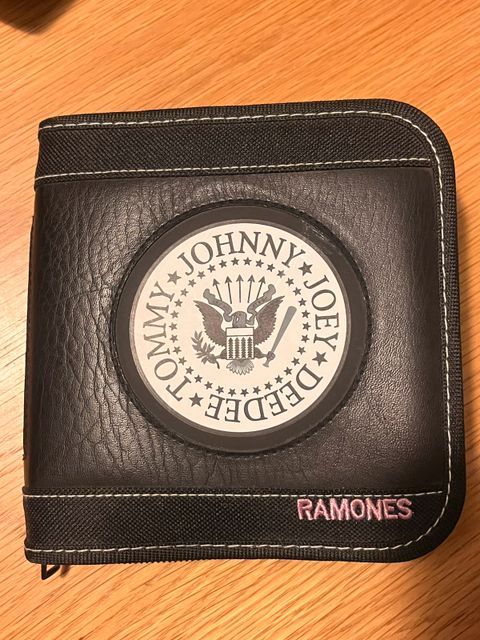 JOHNNY ★ JOEY ★ DEEDEE ★ TOMMY ★
RAMONES